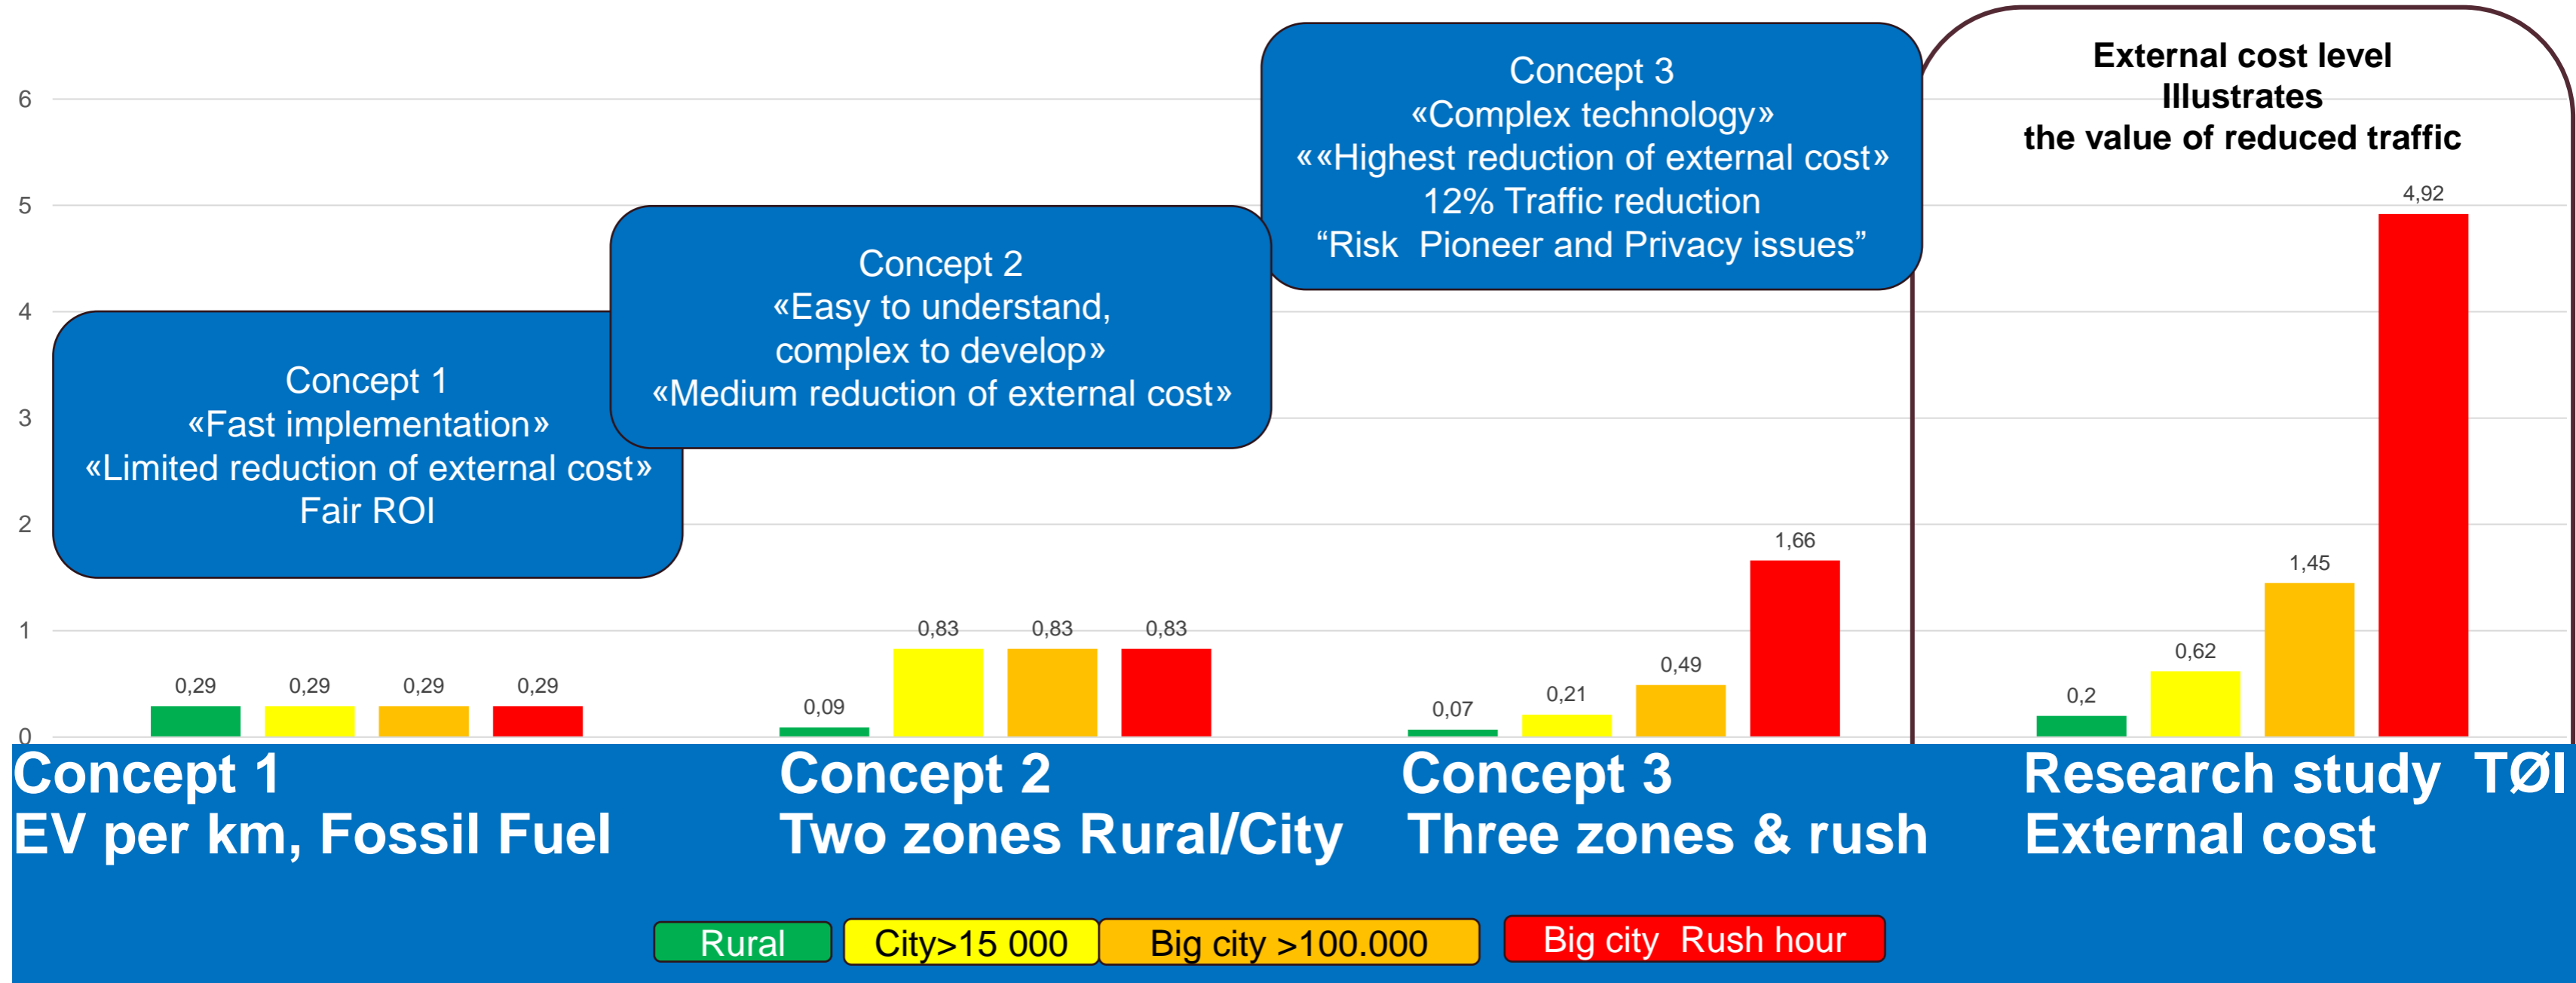 6
5
4
3
2
1
0
Concept 1
«Fast implementation»
«Limited reduction of external cost»
Fair ROI
Concept 2
«Easy to understand,
complex to develop»
«Medium reduction of external cost»
Concept 3
«Complex technology»
««Highest reduction of external cost»
12% Traffic reduction
“Risk Pioneer and Privacy issues”
External cost level
Illustrates
the value of reduced traffic
0,29 0,29 0,29 0,29
0,09 0,83 0,83 0,83
0,07 0,21 0,49 1,66
0,2 0,62 1,45 4,92
Concept 1
EV per km, Fossil Fuel
Concept 2
Two zones Rural/City
Concept 3
Three zones & rush
Research study TØI
External cost
Rural
City>15 000
Big city >100.000
Big city Rush hour